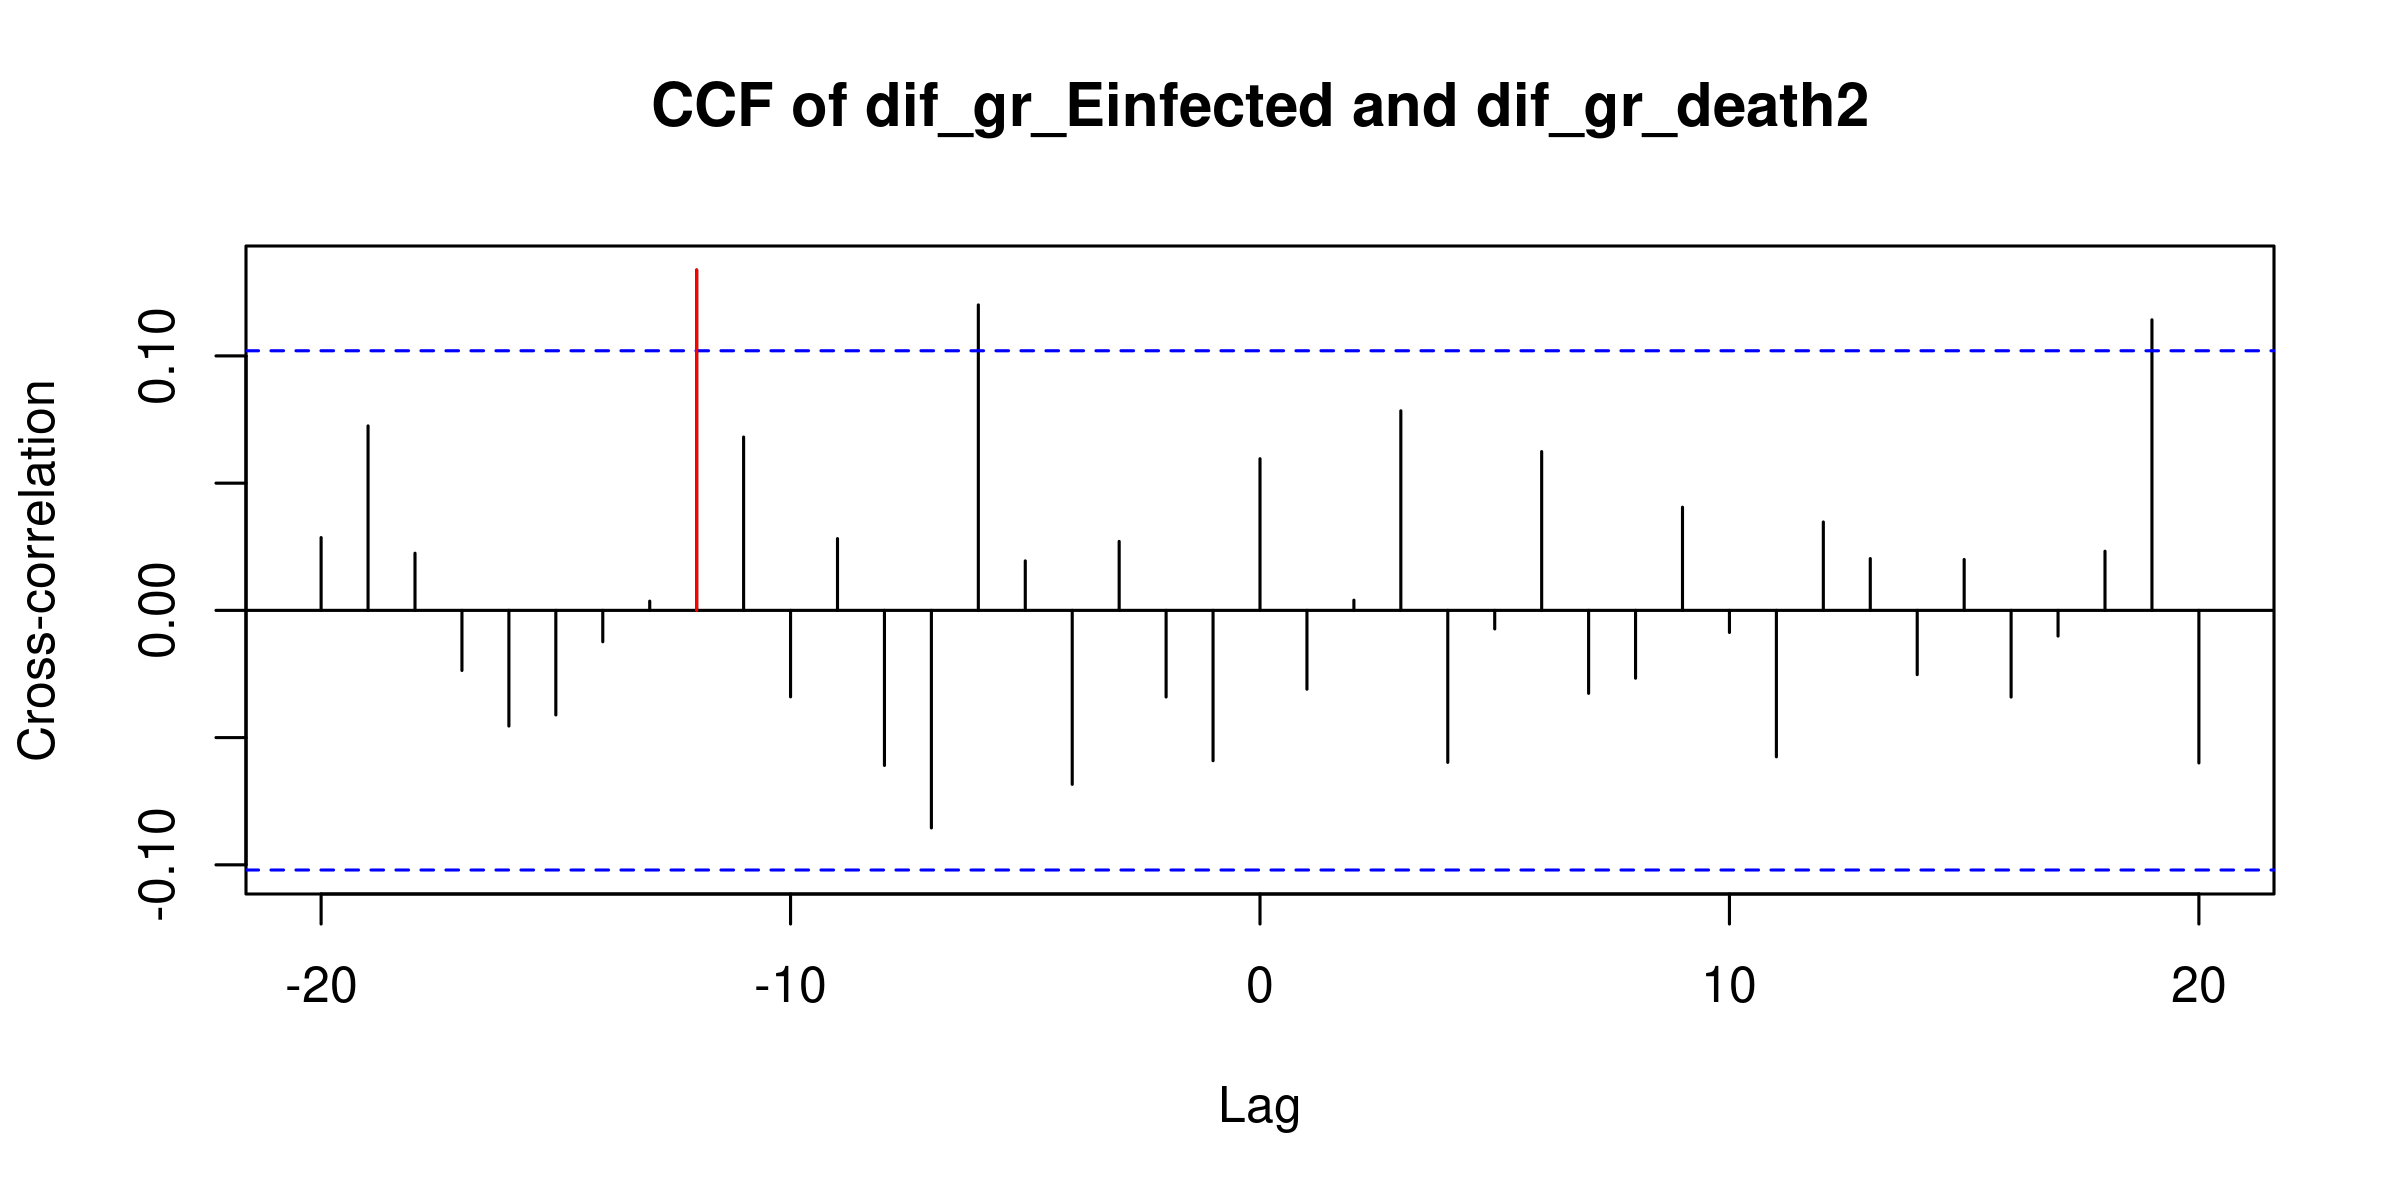 CCF of dif_gr_Einfected and dif_gr_death2
Cross-correlation
0.10
0.00
-0.10
-20 -10 0 10 20
Lag